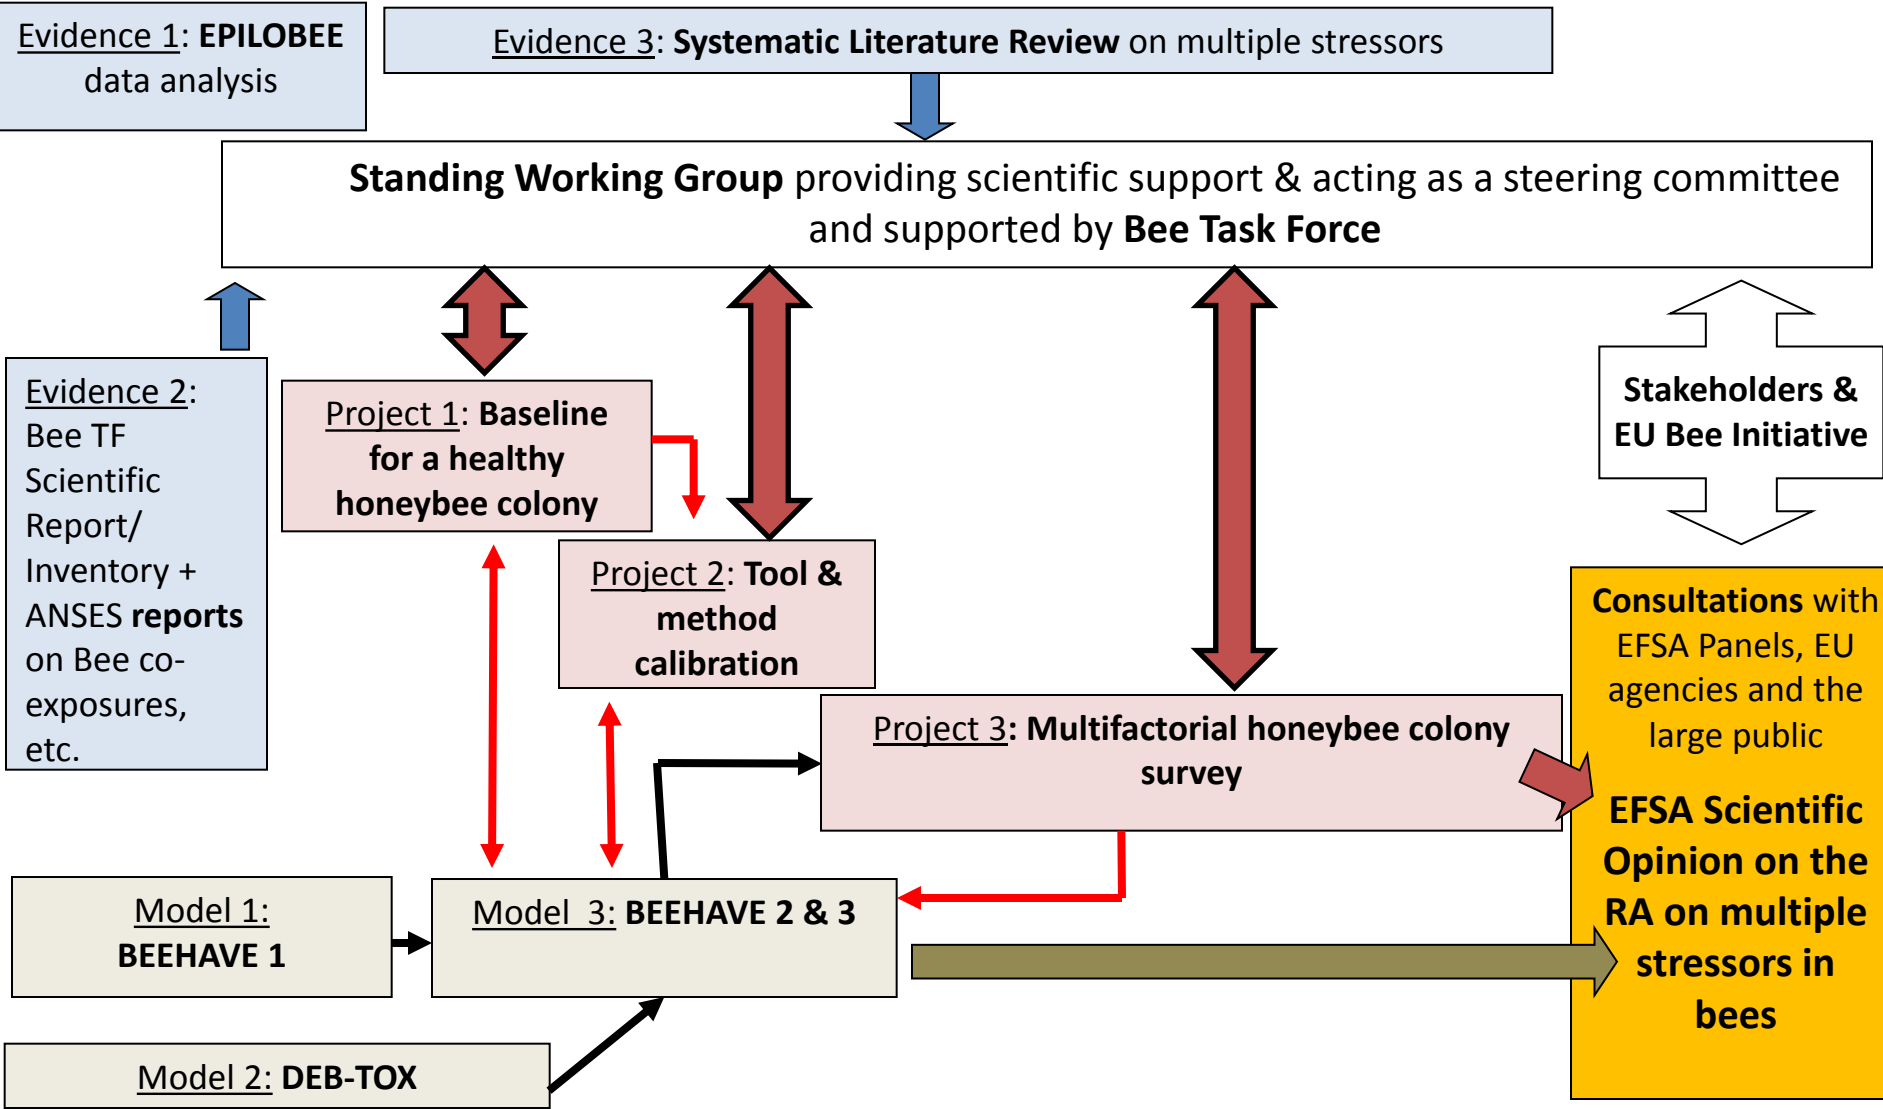 Evidence 1: EPILOBEE
data analysis
Evidence 3: Systematic Literature Review on multiple stressors
Standing Working Group providing scientific support & acting as a steering committee
and supported by Bee Task Force
Evidence 2:
Bee TF
Scientific
Report/
Inventory +
ANSES reports
on Bee co-
exposures,
etc.
Project 1: Baseline
for a healthy
honeybee colony
Project 2: Tool &
method
calibration
Project 3: Multifactorial honeybee colony
survey
Stakeholders &
EU Bee Initiative
Consultations with
EFSA Panels, EU
agencies and the
large public
EFSA Scientific
Opinion on the
RA on multiple
stressors in
bees
Model 1:
BEEHAVE 1
Model 3: BEEHAVE 2 & 3
Model 2: DEB-TOX